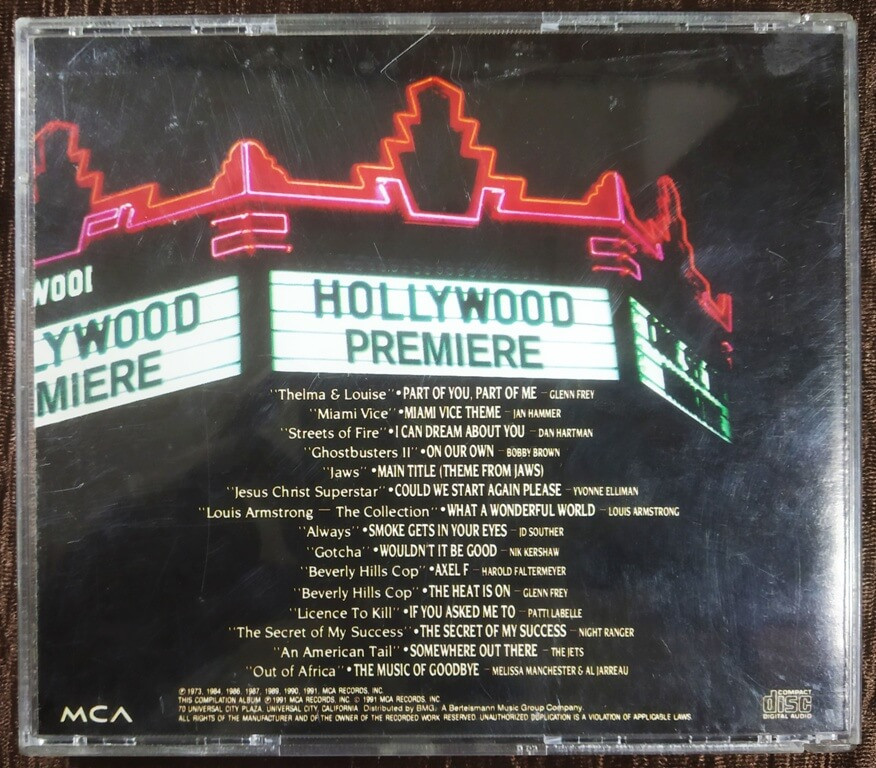 WOOD
LYWOOD
MIERE
HOLLYWOOD
PREMIERE
"Thelma & Louise" • PART OF YOU, PART OF ME – GLENN FREY
"Miami Vice" • MIAMI VICE THEME – JAN HAMMER
"Streets of Fire" • I CAN DREAM ABOUT YOU – DAN HARTMAN
"Ghostbusters II" • ON OUR OWN – BOBBY BROWN
"Jaws" • MAIN TITLE (THEME FROM JAWS)
"Jesus Christ Superstar" • COULD WE START AGAIN PLEASE – YVONNE ELLIMAN
"Louis Armstrong — The Collection" • WHAT A WONDERFUL WORLD – LOUIS ARMSTRONG
"Always" • SMOKE GETS IN YOUR EYES – JD SOUTHER
"Gotcha" • WOULDN'T IT BE GOOD – NIK KERSHAW
"Beverly Hills Cop" • AXEL F – HAROLD FALTERMEYER
"Beverly Hills Cop" • THE HEAT IS ON – GLENN FREY
"Licence To Kill" • IF YOU ASKED ME TO – PATTI LABELLE
"The Secret of My Success" • THE SECRET OF MY SUCCESS – NIGHT RANGER
"An American Tail" • SOMEWHERE OUT THERE – THE JETS
"Out of Africa" • THE MUSIC OF GOODBYE – MELISSA MANCHESTER & AL JARREAU
MCA
℗ 1973, 1984, 1986, 1987, 1989, 1990, 1991, MCA RECORDS, INC.
THIS COMPILATION ALBUM ℗ 1991 MCA RECORDS, INC. © 1991 MCA RECORDS, INC
70 UNIVERSAL CITY PLAZA, UNIVERSAL CITY, CALIFORNIA Distributed by BMG, A Bertelsmann Music Group Company.
ALL RIGHTS OF THE MANUFACTURER AND OF THE OWNER OF THE RECORDED WORK RESERVED. UNAUTHORIZED DUPLICATION IS A VIOLATION OF APPLICABLE LAWS.
COMPACT
disc
DIGITAL AUDIO